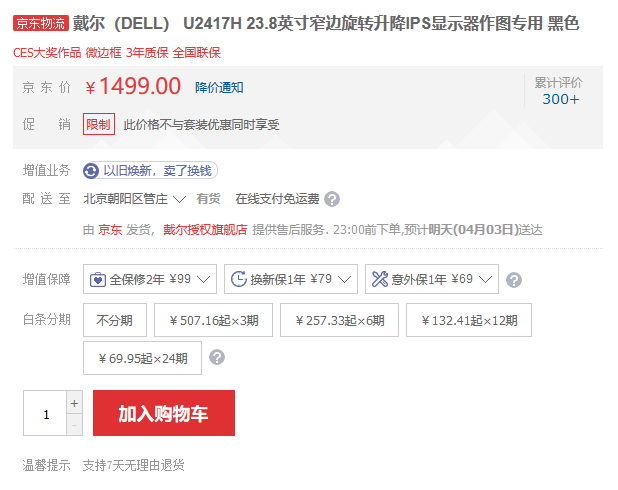 京东物流 戴尔（DELL） U2417H 23.8英寸窄边旋转升降IPS显示器作图专用 黑色
CES大奖作品 微边框 3年质保 全国联保
京东价 ￥1499.00 降价通知 累计评价
300+
促销 限制 此价格不与套装优惠同时享受
增值业务 以旧焕新，卖了换钱
配送至 北京朝阳区管庄 有货 在线支付免运费 ?
由 京东 发货，戴尔授权旗舰店 提供售后服务. 23:00前下单,预计明天(04月03日)送达
增值保障 全保修2年 ¥99 换新保1年 ¥79 意外保1年 ¥69 ?
白条分期 不分期 ￥507.16起×3期 ￥257.33起×6期 ￥132.41起×12期
￥69.95起×24期 ?
1 + - 加入购物车
温馨提示 支持7天无理由退货